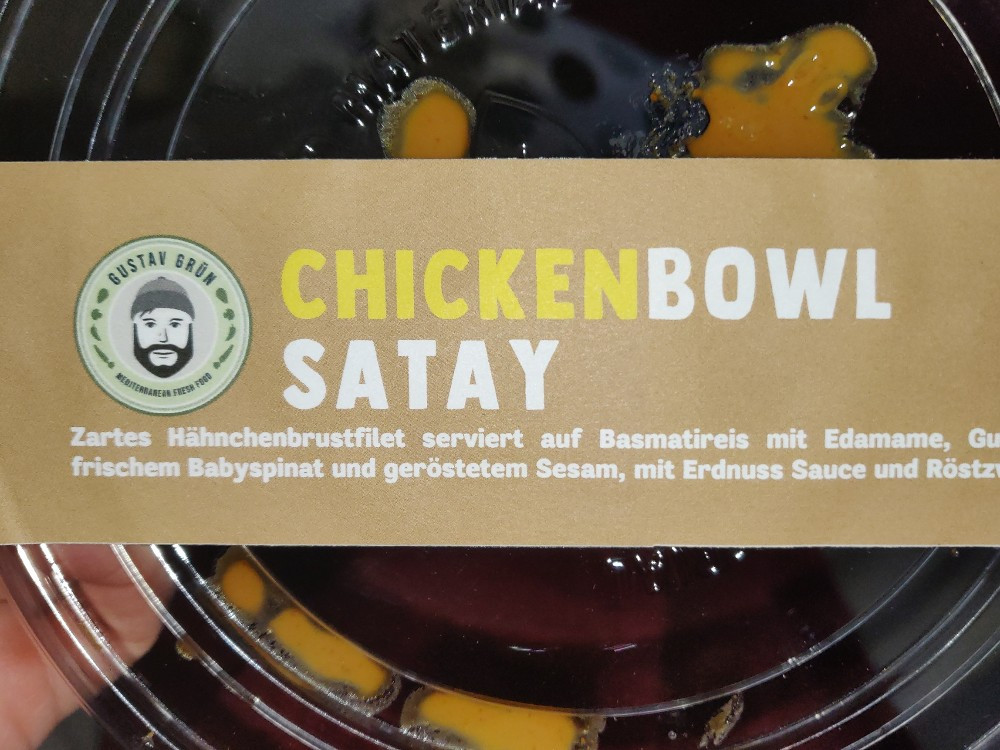 GUSTAV GRÜN
MEDITERRANEAN FRESH FOOD
CHICKENBOWL
SATAY
Zartes Hähnchenbrustfilet serviert auf Basmatireis mit Edamame,
frischem Babyspinat und geröstetem Sesam, mit Erdnuss Sauce und